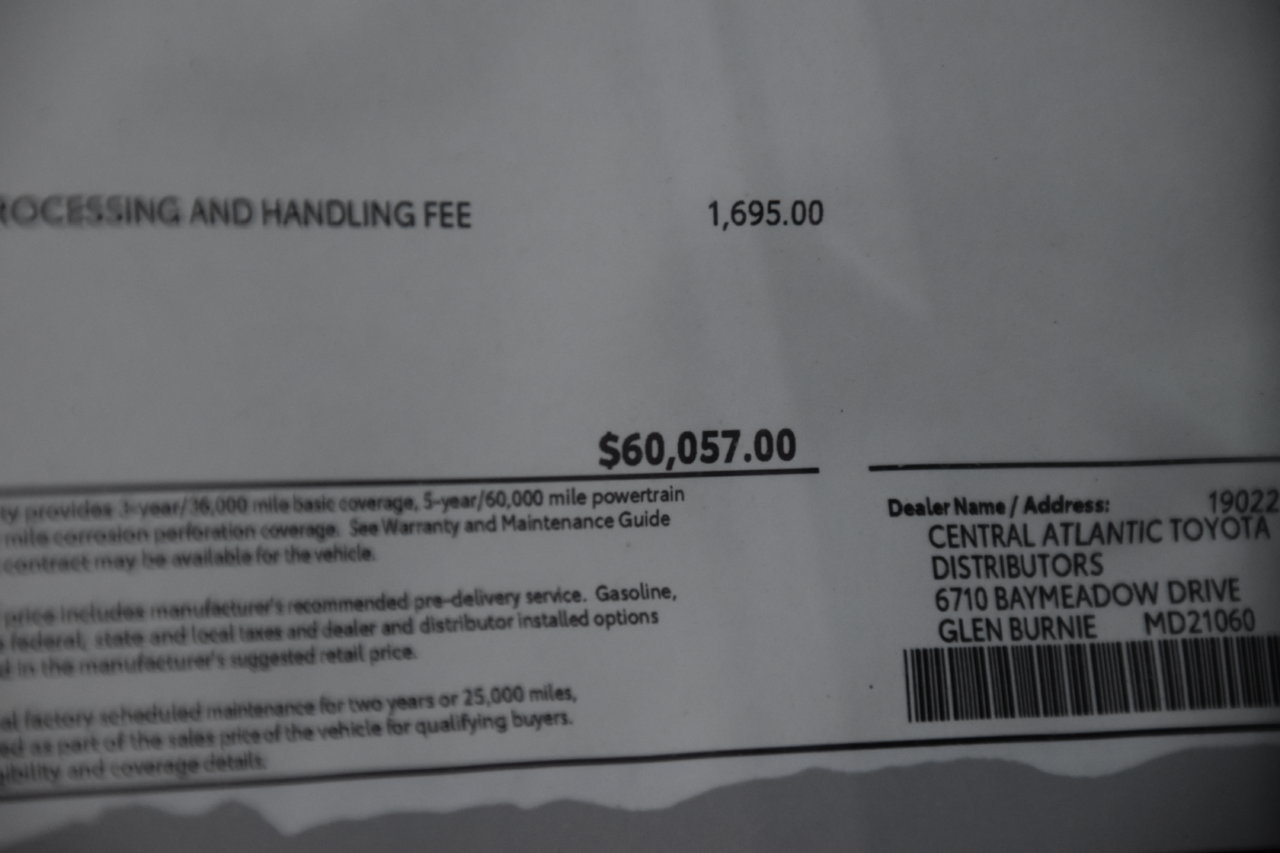 ROCESSING AND HANDLING FEE 1,695.00
$60,057.00
ty provides 3-year/36,000 mile basic coverage, 5-year/60,000 mile powertrain
mile corrosion perforation coverage. See Warranty and Maintenance Guide
contract may be available for the vehicle.
price includes manufacturer's recommended pre-delivery service. Gasoline,
federal, state and local taxes and dealer and distributor installed options
d in the manufacturer's suggested retail price.
al factory scheduled maintenance for two years or 25,000 miles,
ed as part of the sales price of the vehicle for qualifying buyers.
ibility and coverage details.
Dealer Name / Address: 19022
CENTRAL ATLANTIC TOYOTA
DISTRIBUTORS
6710 BAYMEADOW DRIVE
GLEN BURNIE MD21060